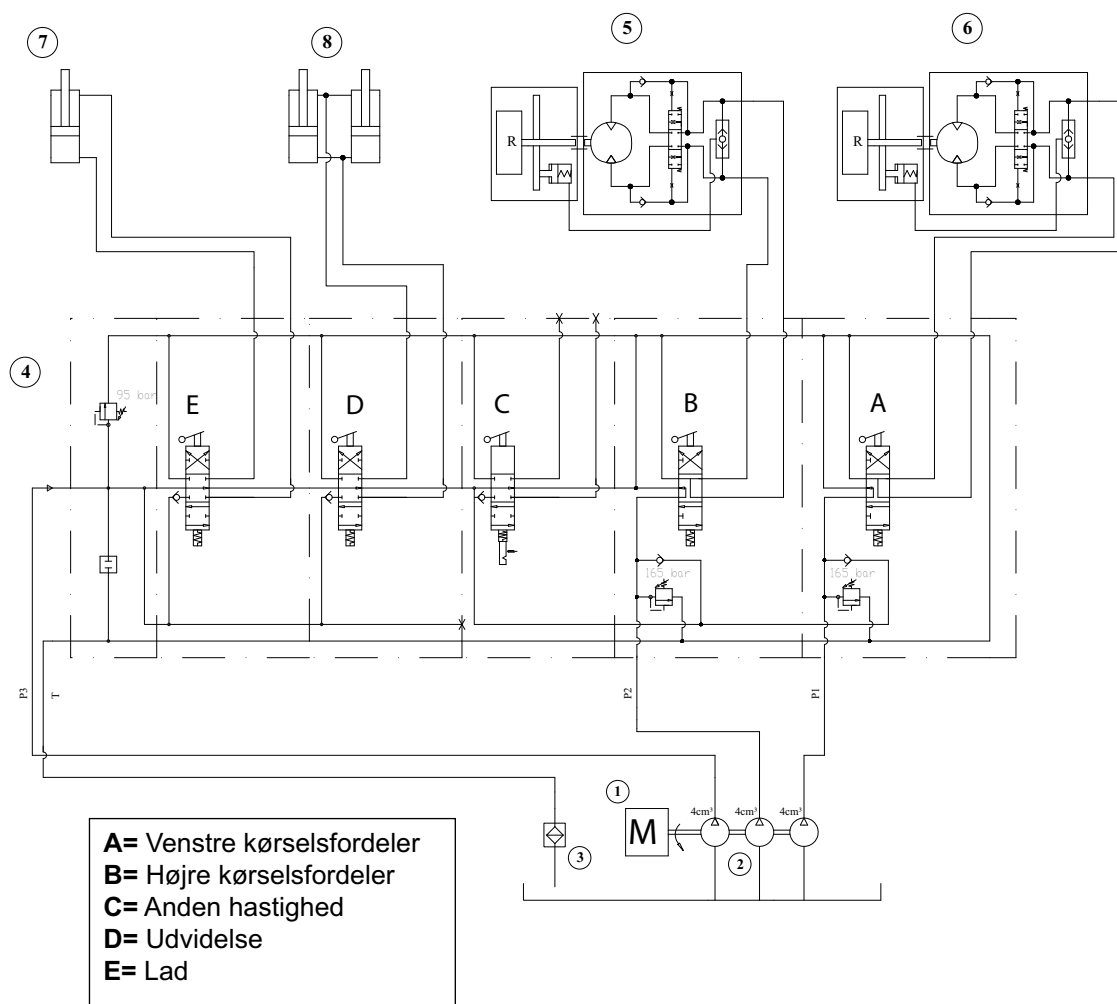 7
8
5
6
R
R
4
95 bar
E
D
C
B
A
165 bar
165 bar
P3
T
P2
P1
1
4cm³
4cm³
4cm³
M
2
3
A= Venstre kørselsfordeler
B= Højre kørselsfordeler
C= Anden hastighed
D= Udvidelse
E= Lad